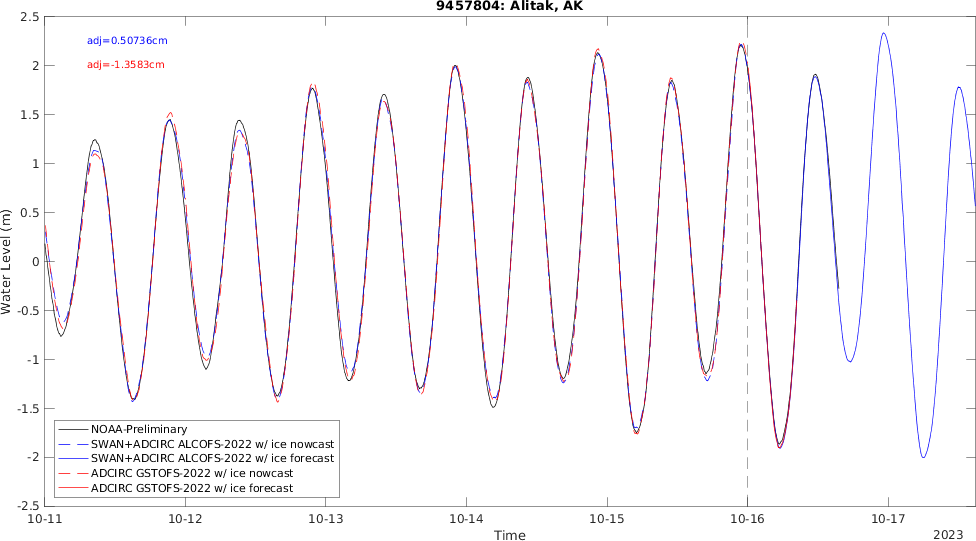 9457804: Alitak, AK
adj=0.50736cm
adj=-1.3583cm
2.5
2
1.5
1
0.5
0
-0.5
-1
-1.5
-2
-2.5
Water Level (m)
NOAA-Preliminary
SWAN+ADCIRC ALCOFS-2022 w/ ice nowcast
SWAN+ADCIRC ALCOFS-2022 w/ ice forecast
ADCIRC GSTOFS-2022 w/ ice nowcast
ADCIRC GSTOFS-2022 w/ ice forecast
10-11 10-12 10-13 10-14 10-15 10-16 10-17
Time
2023